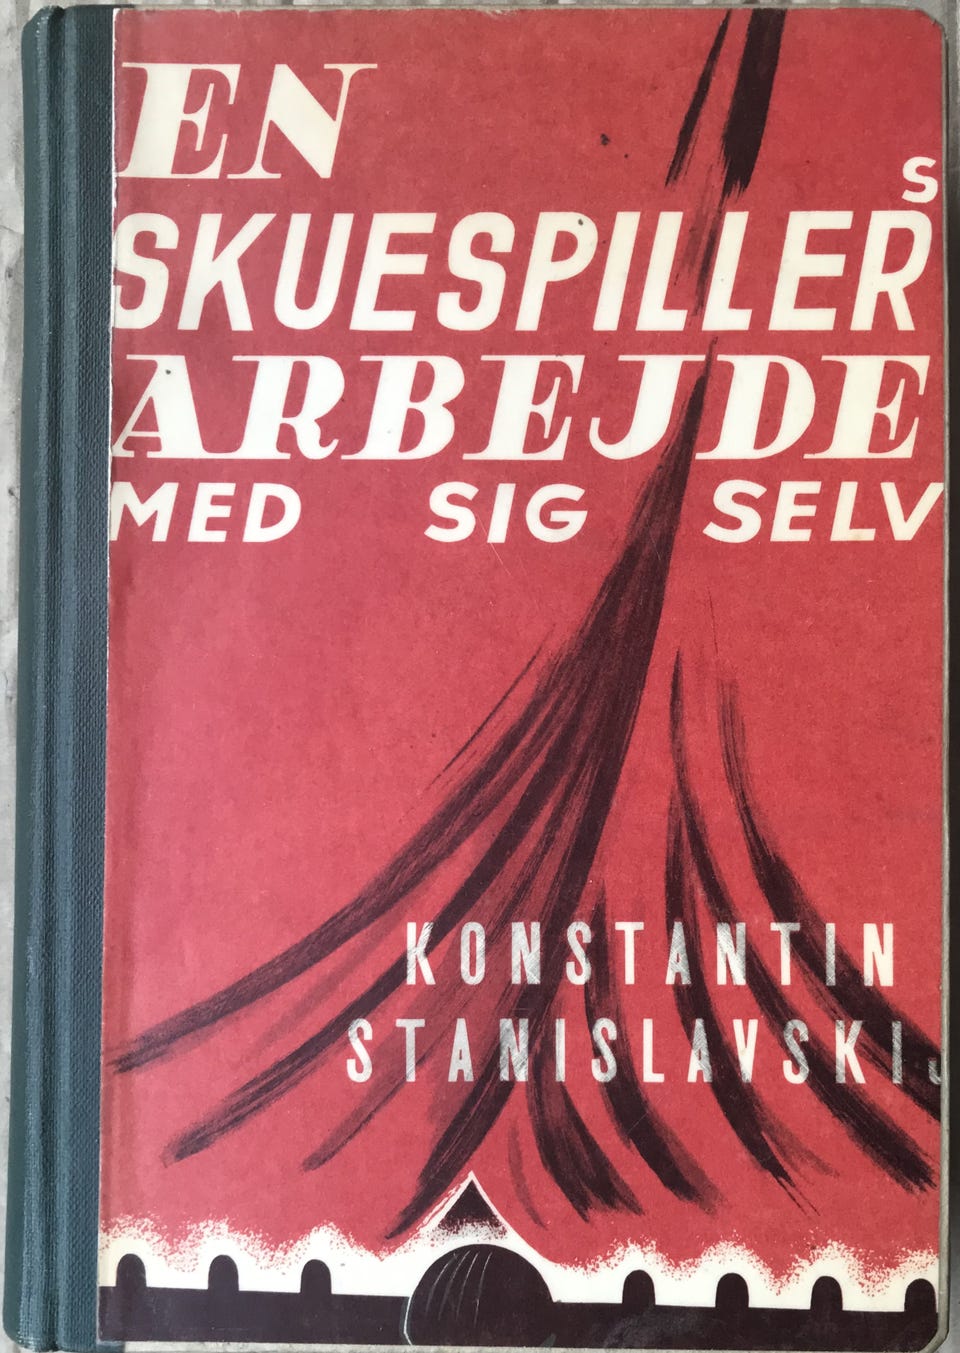 EN
SKUESPILLERS
ARBEJDE
MED SIG SELV
KONSTANTIN
STANISLAVSKIJ